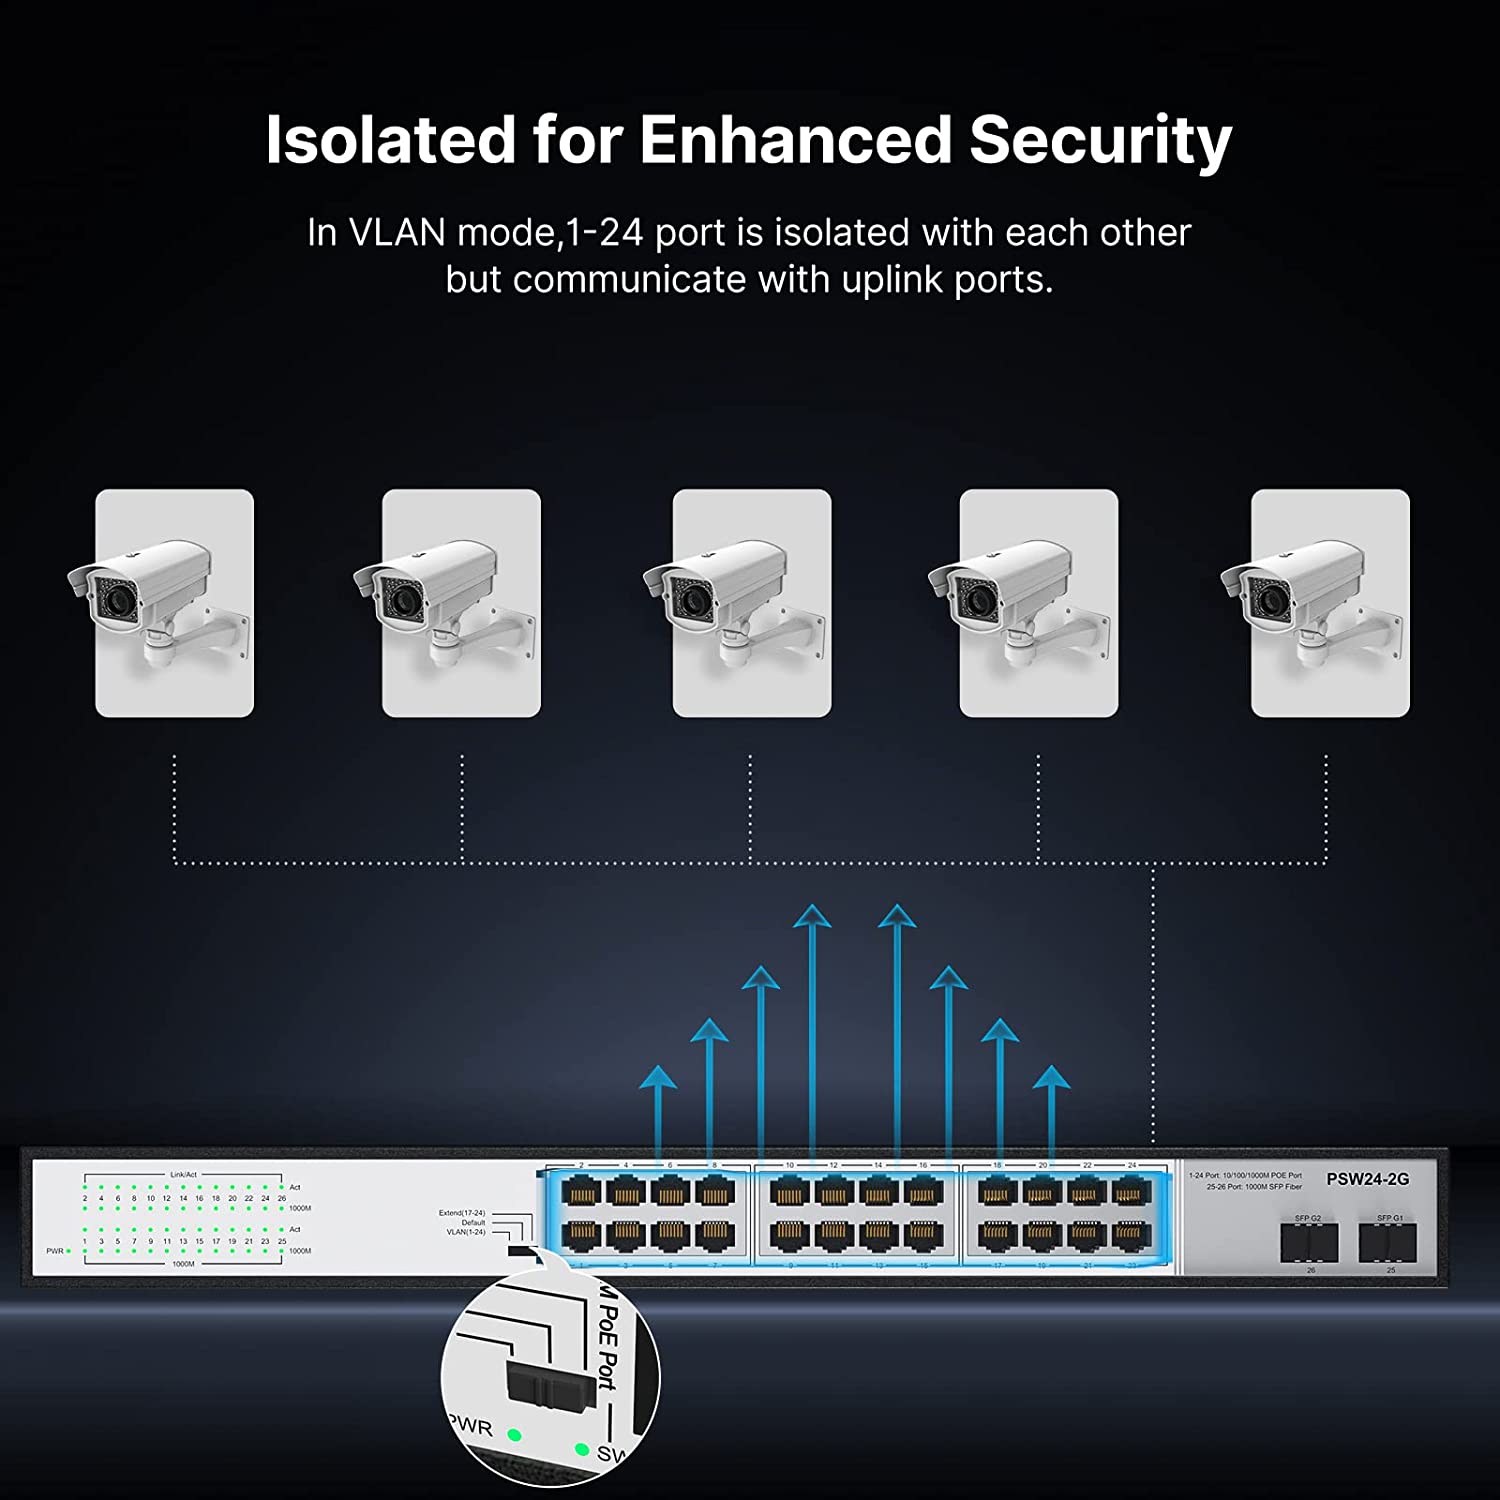 Isolated for Enhanced Security
In VLAN mode,1-24 port is isolated with each other
but communicate with uplink ports.
Link/Act
Act
2 4 6 8 10 12 14 16 18 20 22 24 26
1000M
Act
1 3 5 7 9 11 13 15 17 19 21 23 25
PWR
1000M
1000M
Extend(17-24)
Default
VLAN(1-24)
2 4 6 8 10 12 14 16 18 20 22 24
1 3 5 7 9 11 13 15 17 19 21 23
1-24 Port: 10/100/1000M POE Port
25-26 Port: 1000M SFP Fiber
PSW24-2G
SFP G2
SFP G1
26
25
M PoE Port
PWR
SW